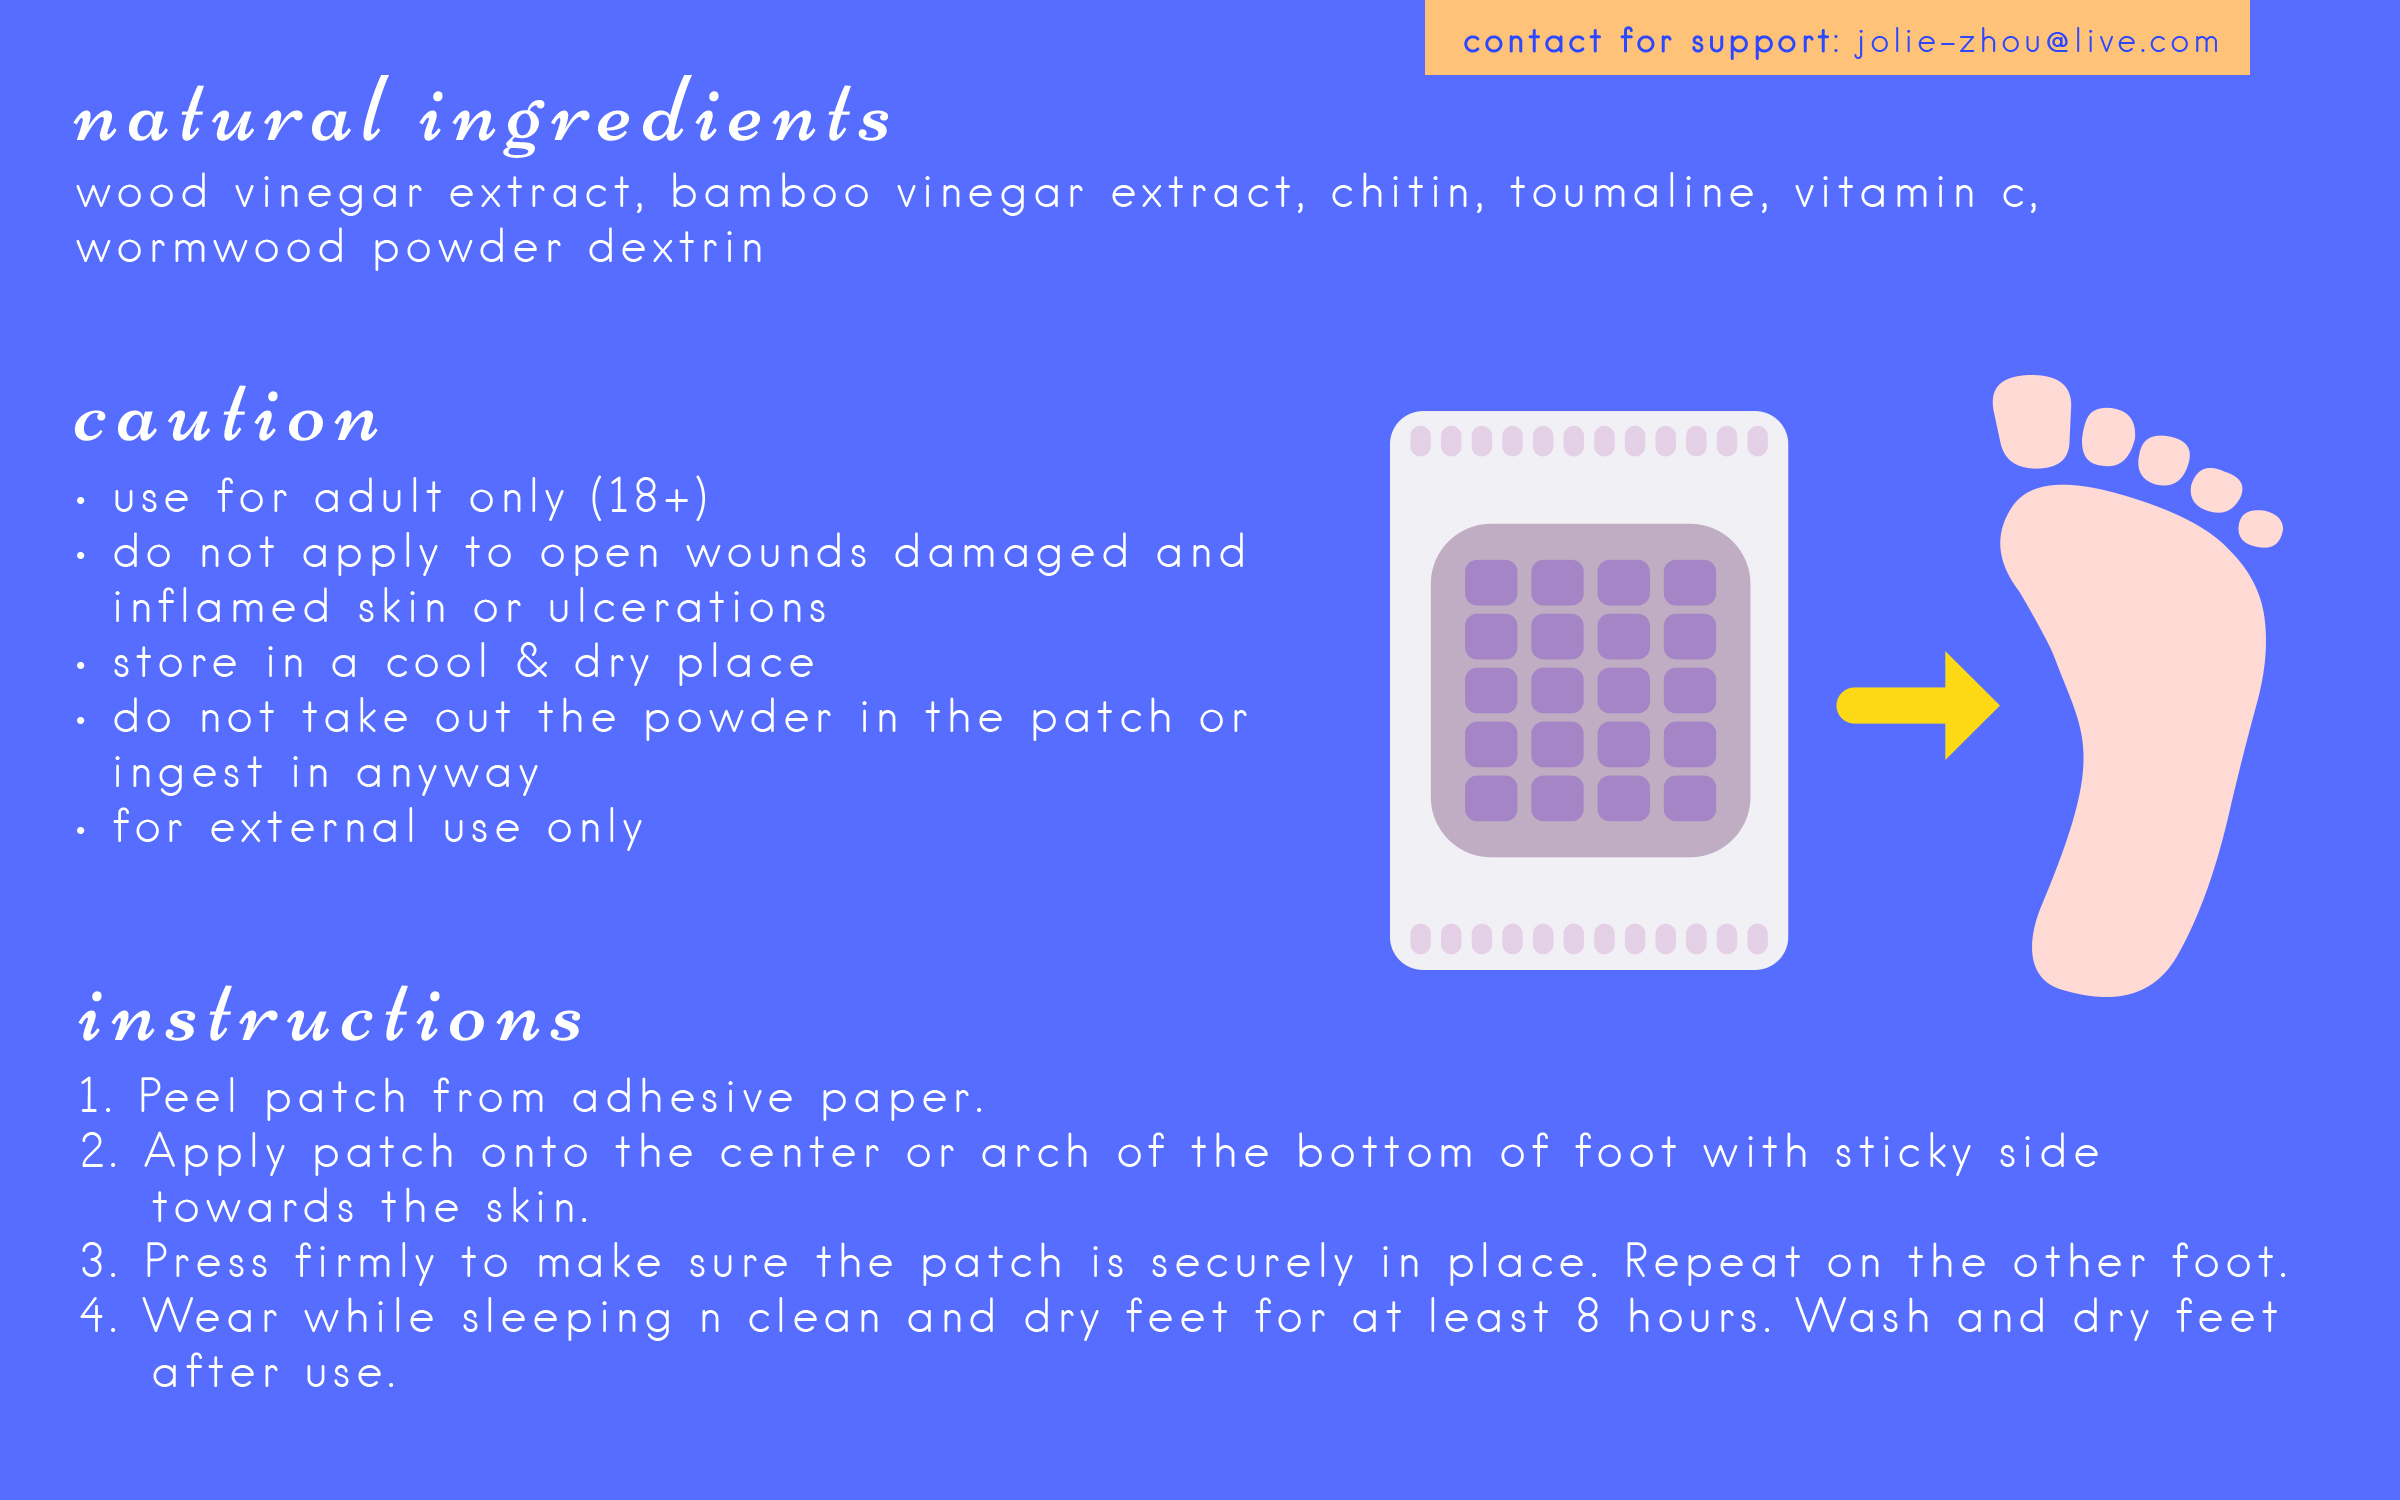 contact for support: jolie-zhou@live.com
natural ingredients
wood vinegar extract, bamboo vinegar extract, chitin, toumaline, vitamin c,
wormwood powder dextrin
caution
• use for adult only (18+)
• do not apply to open wounds damaged and
inflamed skin or ulcerations
• store in a cool & dry place
• do not take out the powder in the patch or
ingest in anyway
• for external use only
instructions
1. Peel patch from adhesive paper.
2. Apply patch onto the center or arch of the bottom of foot with sticky side
towards the skin.
3. Press firmly to make sure the patch is securely in place. Repeat on the other foot.
4. Wear while sleeping n clean and dry feet for at least 8 hours. Wash and dry feet
after use.